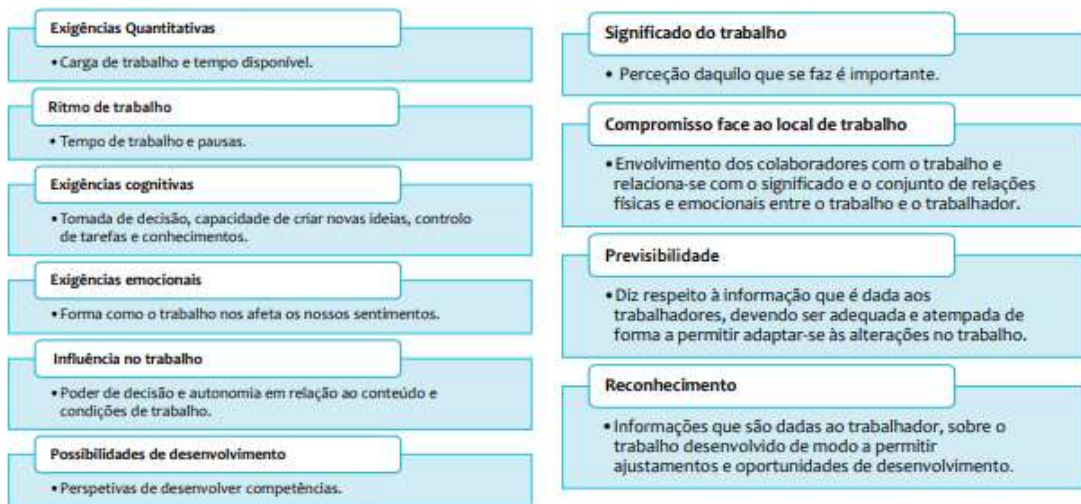 Exigências Quantitativas
• Carga de trabalho e tempo disponível.
Ritmo de trabalho
• Tempo de trabalho e pausas.
Exigências cognitivas
• Tomada de decisão, capacidade de criar novas ideias, controlo
de tarefas e conhecimentos.
Exigências emocionais
• Forma como o trabalho nos afeta os nossos sentimentos.
Influência no trabalho
• Poder de decisão e autonomia em relação ao conteúdo e
condições de trabalho.
Possibilidades de desenvolvimento
• Perspetivas de desenvolver competências.
Significado do trabalho
• Perceção daquilo que se faz é importante.
Compromisso face ao local de trabalho
• Envolvimento dos colaboradores com o trabalho e
relaciona-se com o significado e o conjunto de relações
físicas e emocionais entre o trabalho e o trabalhador.
Previsibilidade
• Diz respeito à informação que é dada aos
trabalhadores, devendo ser adequada e atempada de
forma a permitir adaptar-se às alterações no trabalho.
Reconhecimento
• Informações que são dadas ao trabalhador, sobre o
trabalho desenvolvido de modo a permitir
ajustamentos e oportunidades de desenvolvimento.